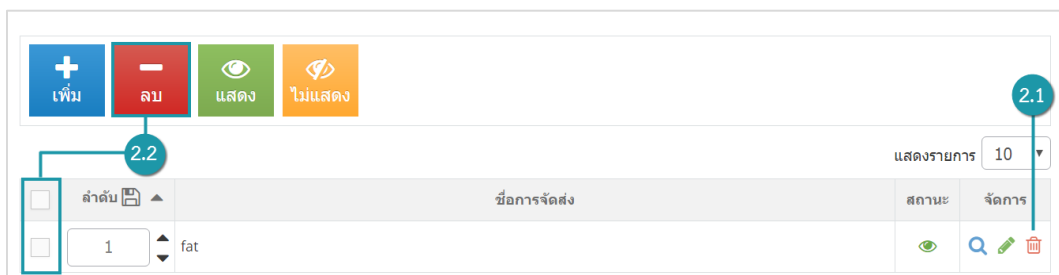 เพิ่ม ลบ แสดง ไม่แสดง
2.1
2.2
แสดงรายการ 10
ลำดับ ชื่อการจัดส่ง สถานะ จัดการ
1 fat